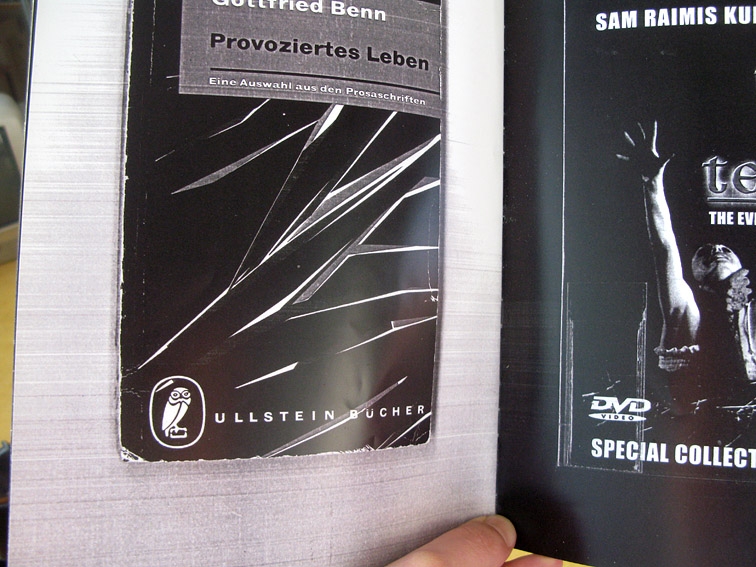 Gottfried Benn
Provoziertes Leben
Eine Auswahl aus den Prosaschriften
ULLSTEIN BÜCHER
SAM RAIMIS KU
te
THE EV
DVD
VIDEO
SPECIAL COLLECT